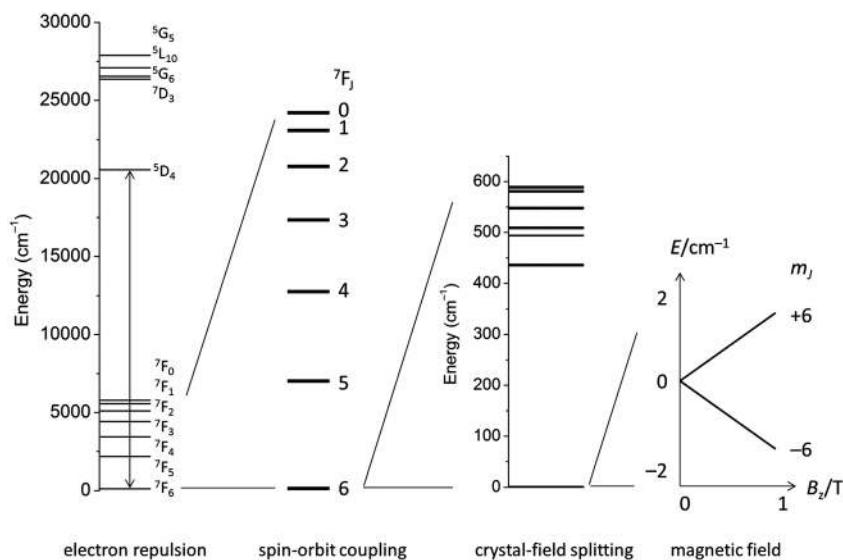 30000
25000
20000
15000
10000
5000
0
Energy (cm⁻¹)
⁵G₅
⁵L₁₀
⁵G₆
⁷D₃
⁵D₄
⁷F₀
⁷F₁
⁷F₂
⁷F₃
⁷F₄
⁷F₅
⁷F₆
⁷F_J
0
1
2
3
4
5
6
600
500
400
300
200
100
0
Energy (cm⁻¹)
E/cm⁻¹
m_J
2
+6
0
−6
−2
B_z/T
0
1
electron repulsion
spin-orbit coupling
crystal-field splitting
magnetic field